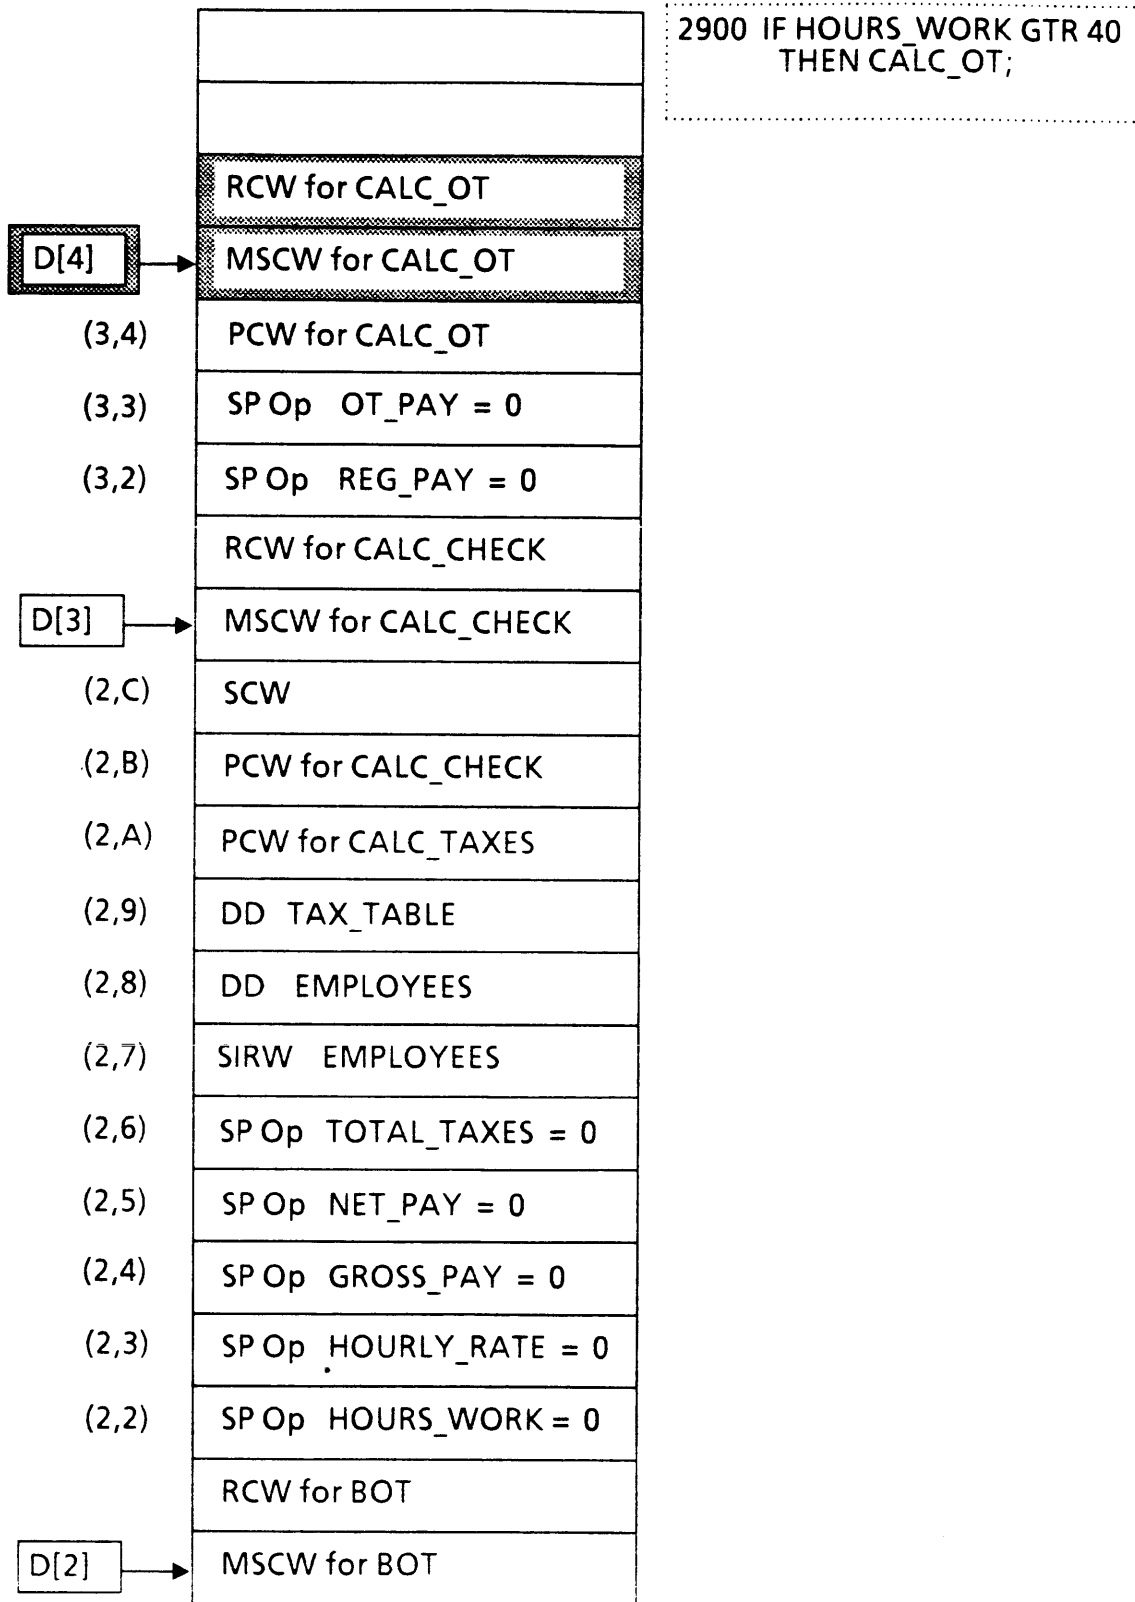 2900 IF HOURS_WORK GTR 40
THEN CALC_OT;
RCW for CALC_OT
D[4] MSCW for CALC_OT
(3,4) PCW for CALC_OT
(3,3) SP Op OT_PAY = 0
(3,2) SP Op REG_PAY = 0
RCW for CALC_CHECK
D[3] MSCW for CALC_CHECK
(2,C) SCW
(2,B) PCW for CALC_CHECK
(2,A) PCW for CALC_TAXES
(2,9) DD TAX_TABLE
(2,8) DD EMPLOYEES
(2,7) SIRW EMPLOYEES
(2,6) SP Op TOTAL_TAXES = 0
(2,5) SP Op NET_PAY = 0
(2,4) SP Op GROSS_PAY = 0
(2,3) SP Op HOURLY_RATE = 0
(2,2) SP Op HOURS_WORK = 0
RCW for BOT
D[2] MSCW for BOT